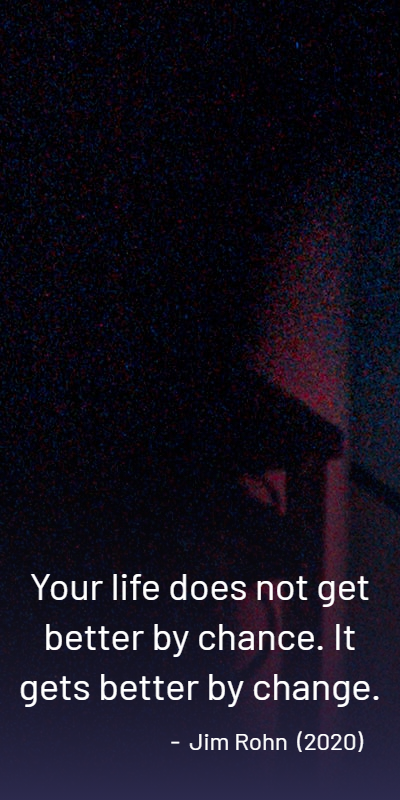 Your life does not get
better by chance. It
gets better by change.
- Jim Rohn (2020)